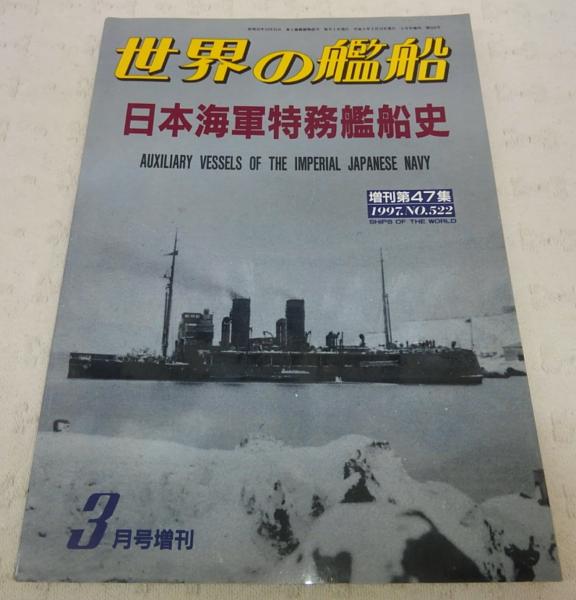 世界の艦船
日本海軍特務艦船史
AUXILIARY VESSELS OF THE IMPERIAL JAPANESE NAVY
増刊第47集
1997.NO.522
SHIPS OF THE WORLD
3月号増刊